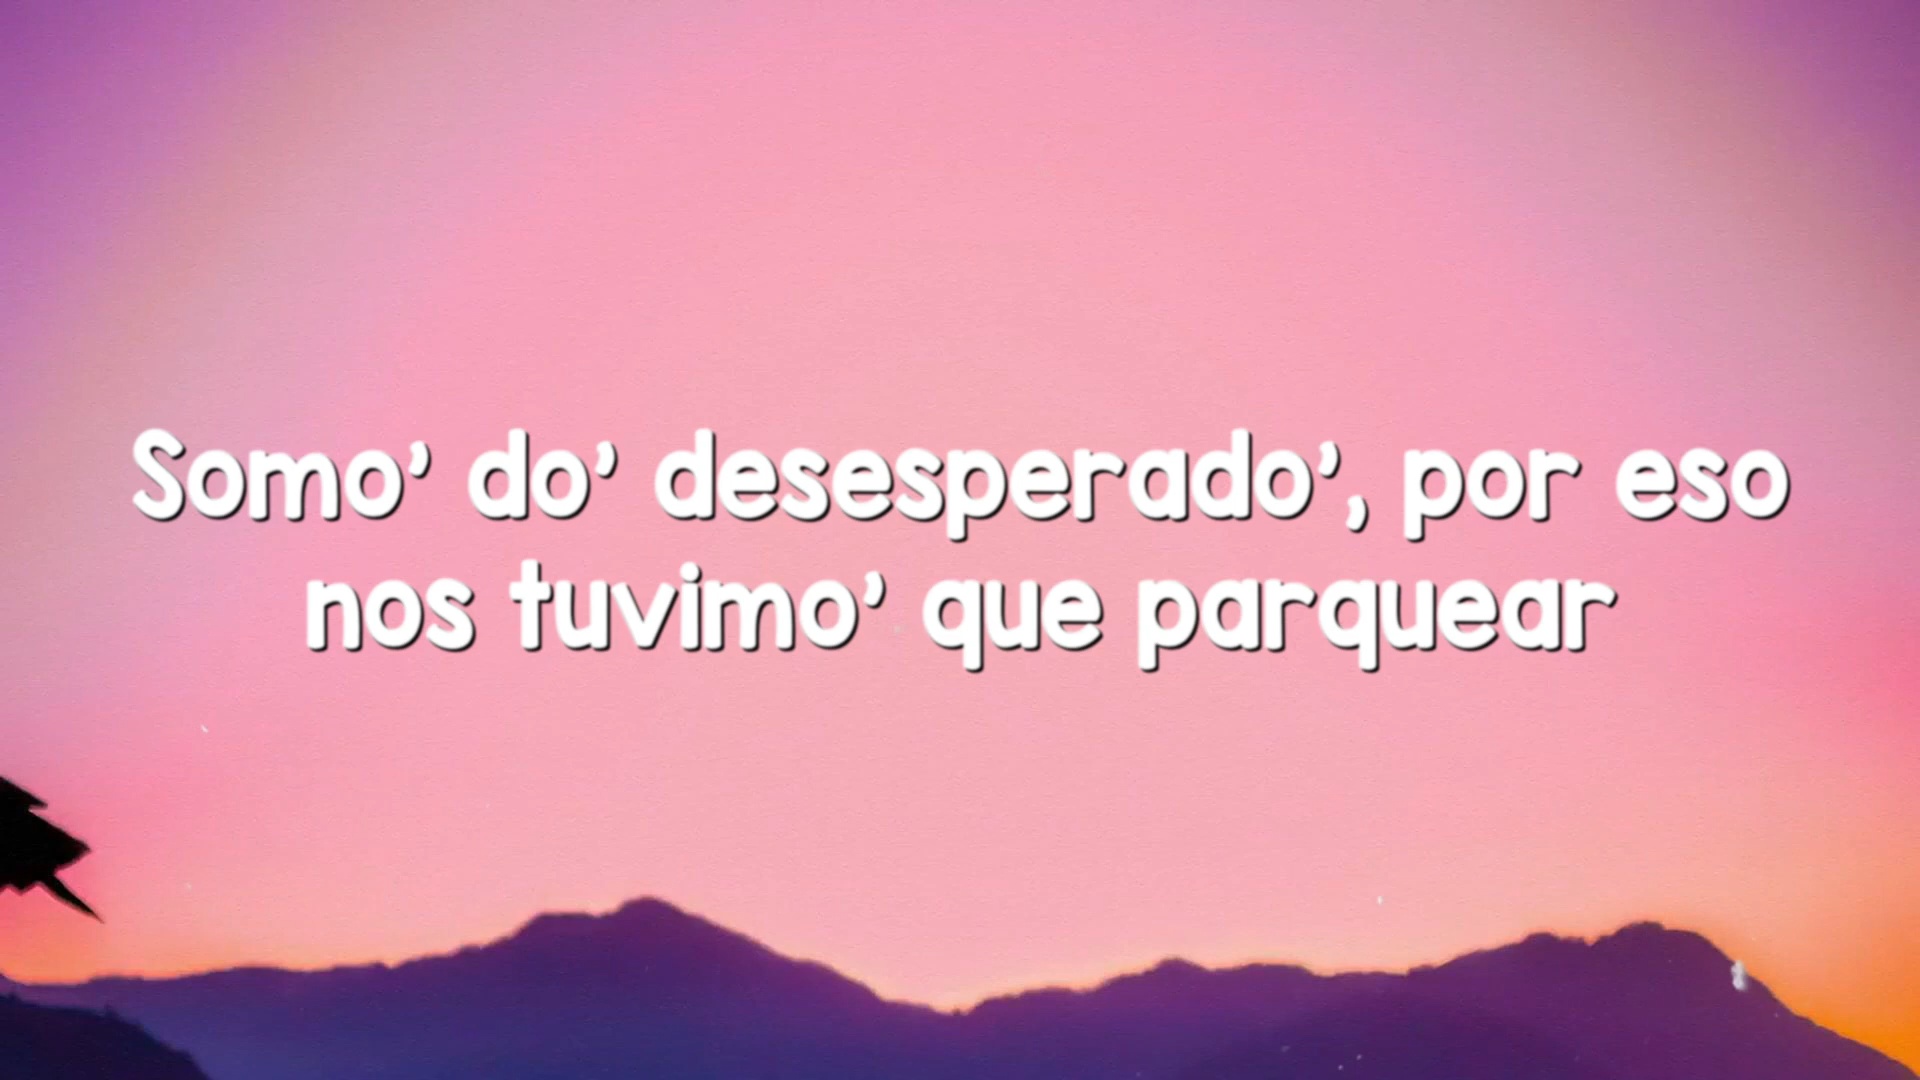 Somo’ do’ desesperado’, por eso
nos tuvimo’ que parquear